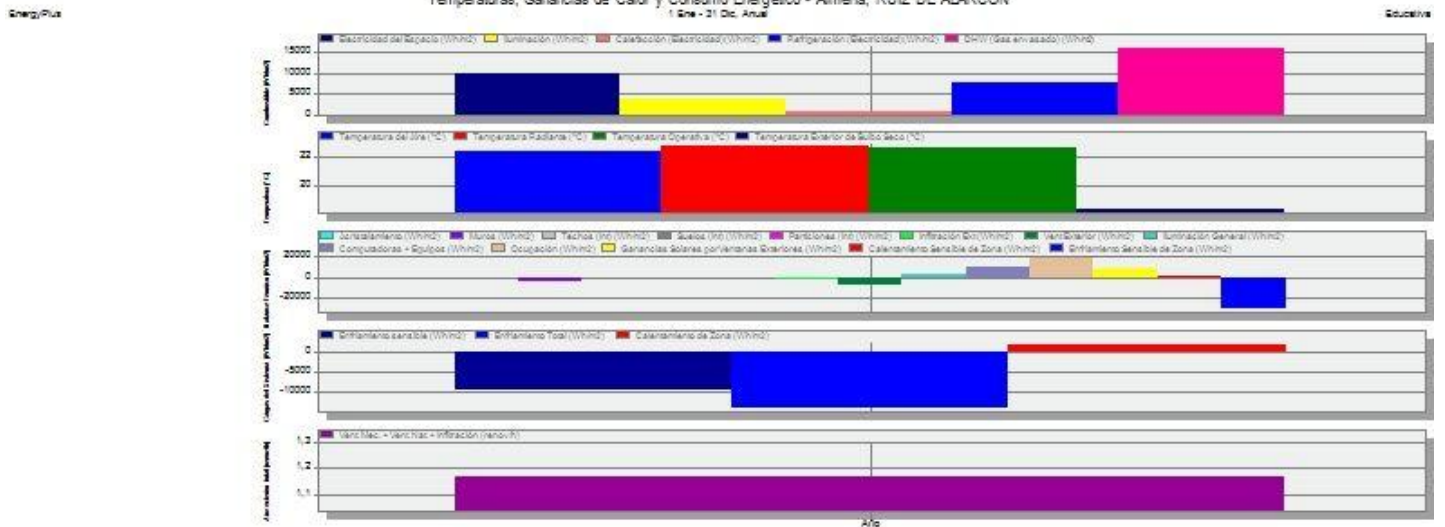 Temperaturas, Ganancias de Calor y Consumo Energético - Almería, RUIZ DE ALARCON
EnergyPlus
1 Ene - 31 Dic, Anual
Educativa
Electricidad del Espacio (Wh/m2) Iluminación (Wh/m2) Calefacción (Electricidad) (Wh/m2) Refrigeración (Electricidad) (Wh/m2) DHW (Gas envasado) (Wh/m2)
15000
10000
5000
0
Temperatura del Aire (°C) Temperatura Radiante (°C) Temperatura Operativa (°C) Temperatura Exterior de Bulbo Seco (°C)
22
20
Temperatura (°C)
Acristalamiento (Wh/m2) Muros (Wh/m2) Techos (int) (Wh/m2) Suelos (int) (Wh/m2) Particiones (int) (Wh/m2) Infiltración Ext (Wh/m2) Vent Exterior (Wh/m2) Iluminación General (Wh/m2)
Computadoras + Equipos (Wh/m2) Ocupación (Wh/m2) Ganancias Solares por Ventanas Exteriores (Wh/m2) Calentamiento Sensible de Zona (Wh/m2) Enfriamiento Sensible de Zona (Wh/m2)
20000
0
-20000
Enfriamiento sensible (Wh/m2) Enfriamiento Total (Wh/m2) Calentamiento de Zona (Wh/m2)
0
-5000
-10000
Vent Mec. + Vent Nat + Infiltración (renov/h)
1,3
1,2
1,1
Año